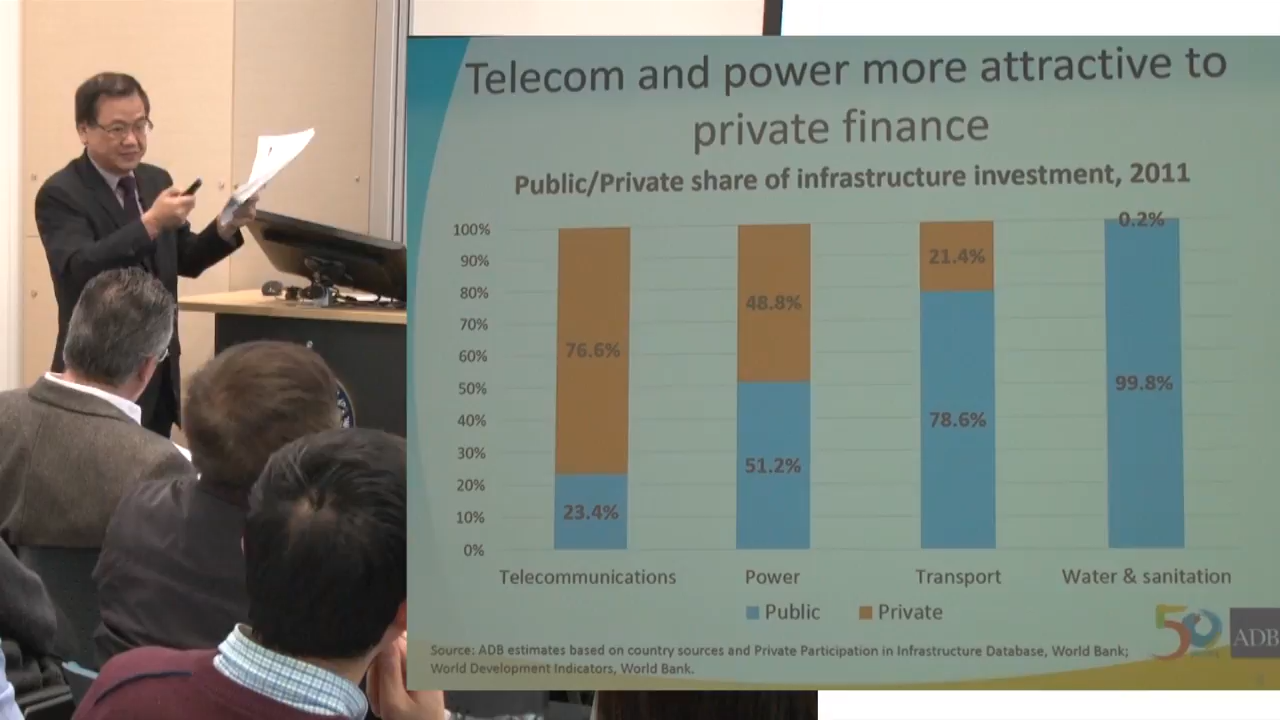 Telecom and power more attractive to
private finance
Public/Private share of infrastructure investment, 2011
100%
90%
80%
70%
60%
50%
40%
30%
20%
10%
0%
76.6%
23.4%
48.8%
51.2%
21.4%
78.6%
0.2%
99.8%
Telecommunications
Power
Transport
Water & sanitation
Public
Private
Source: ADB estimates based on country sources and Private Participation in Infrastructure Database, World Bank;
World Development Indicators, World Bank.
50
ADB